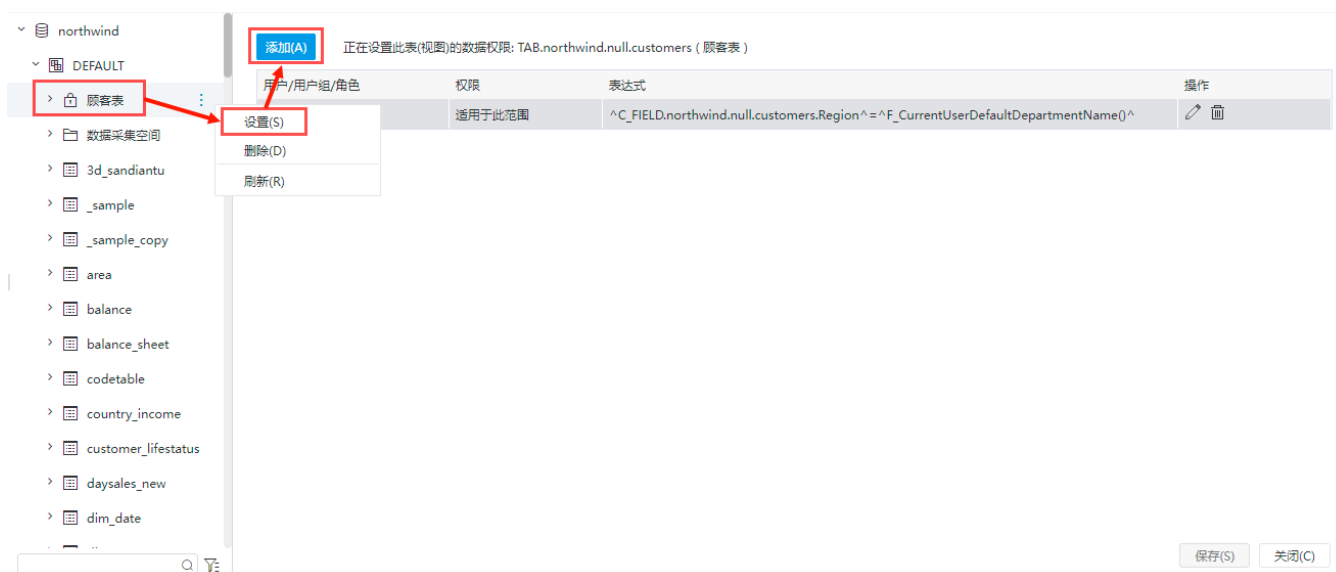 northwind
DEFAULT
顾客表
数据采集空间
3d_sandiantu
_sample
_sample_copy
area
balance
balance_sheet
codetable
country_income
customer_lifestatus
daysales_new
dim_date
设置(S)
删除(D)
刷新(R)
添加(A) 正在设置此表(视图)的数据权限: TAB.northwind.null.customers ( 顾客表 )
用户/用户组/角色 权限 表达式 操作
适用于此范围 ^C_FIELD.northwind.null.customers.Region^=^F_CurrentUserDefaultDepartmentName()^
保存(S) 关闭(C)